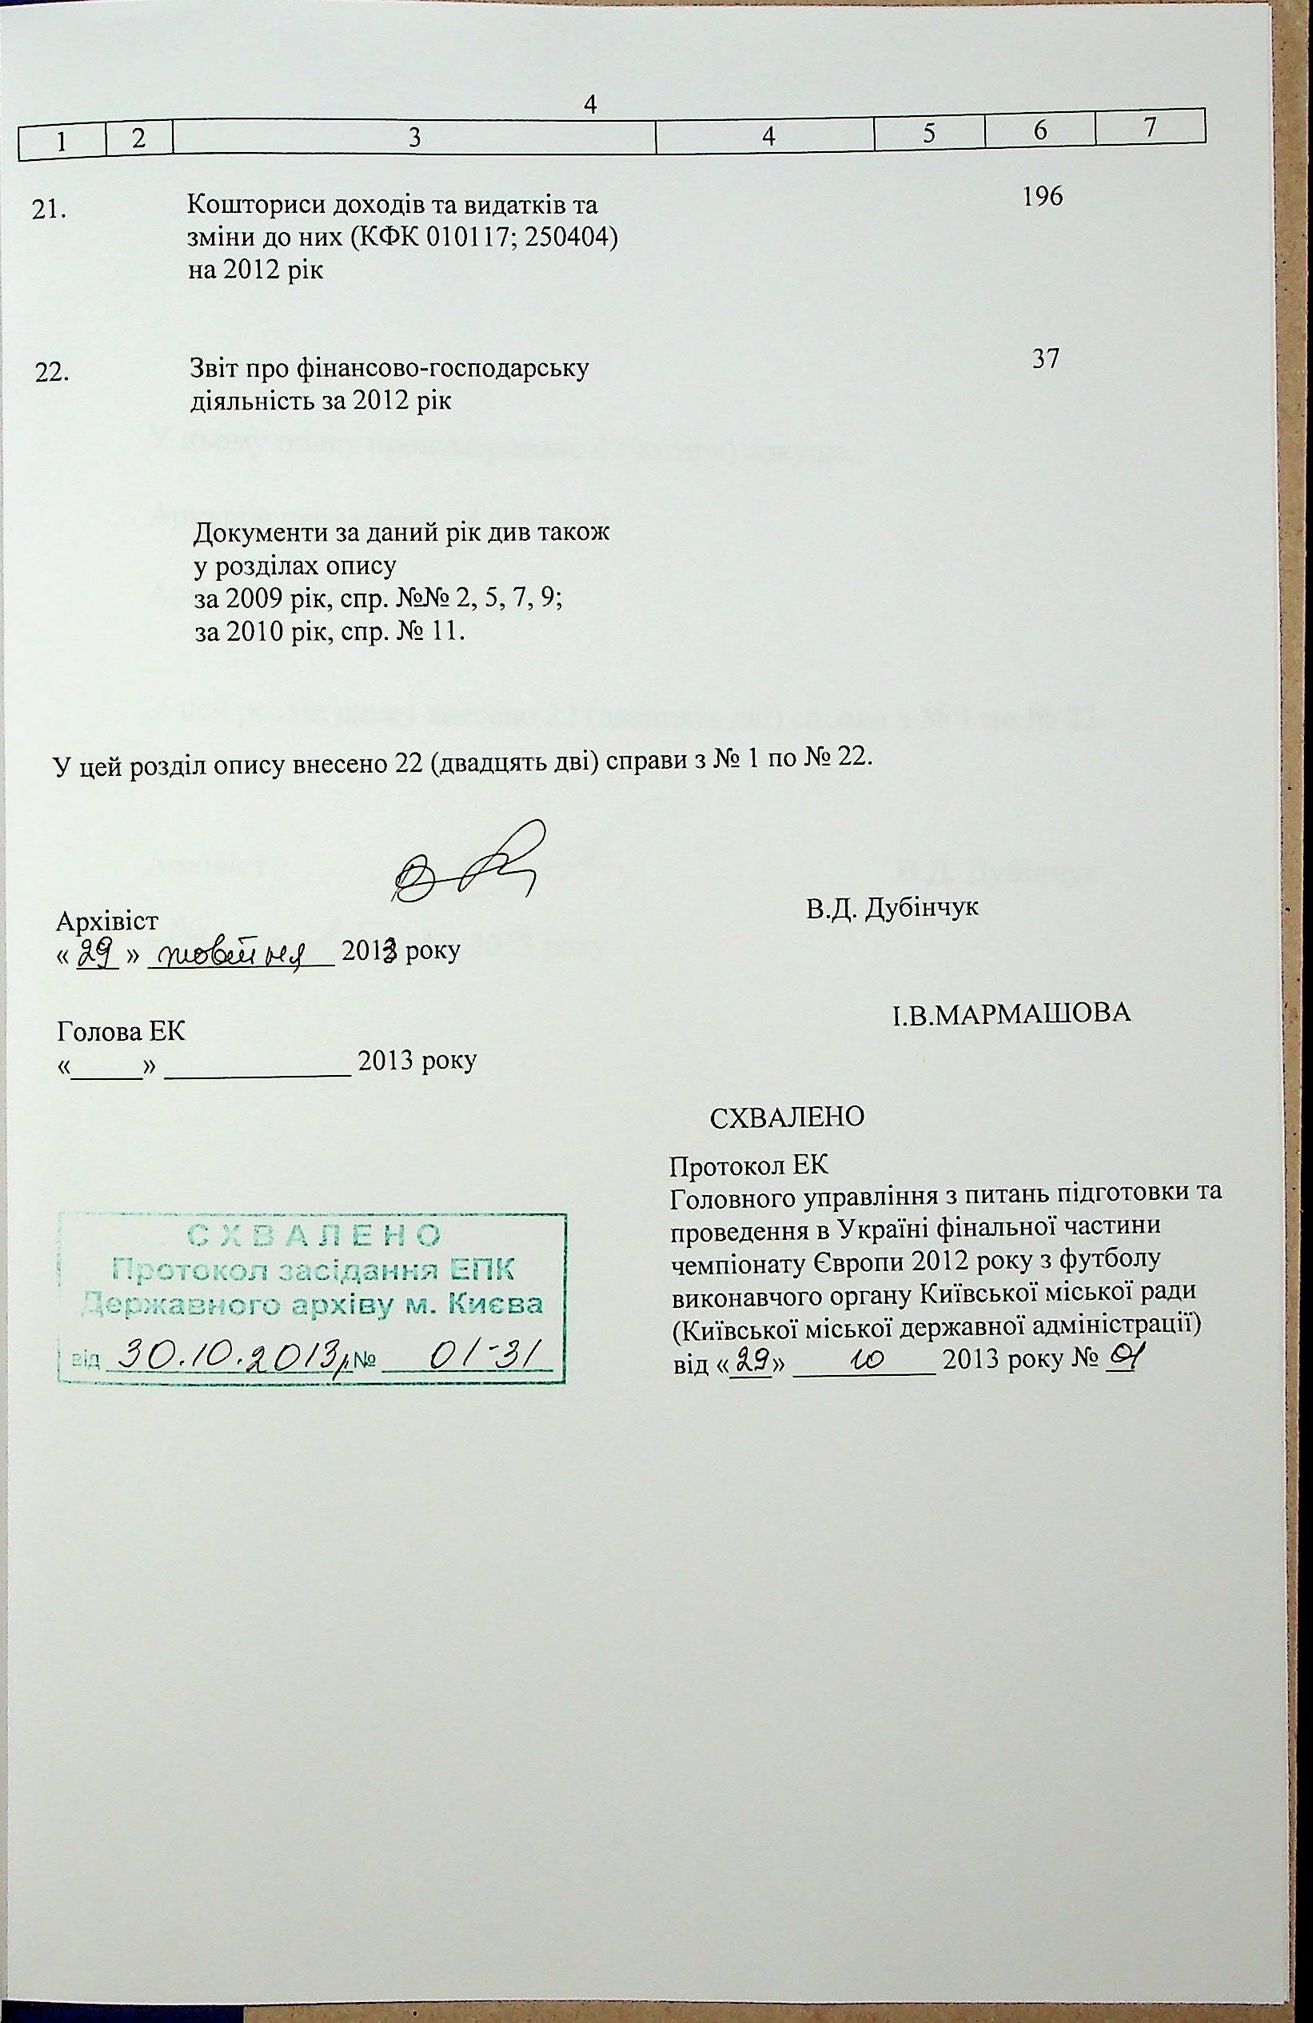 4
1 2 3 4 5 6 7
21. Кошториси доходів та видатків та 196
зміни до них (КФК 010117; 250404)
на 2012 рік
22. Звіт про фінансово-господарську 37
діяльність за 2012 рік
Документи за даний рік див також
у розділах опису
за 2009 рік, спр. №№ 2, 5, 7, 9;
за 2010 рік, спр. № 11.
У цей розділ опису внесено 22 (двадцять дві) справи з № 1 по № 22.
Архівіст В.Д. Дубінчук
« 29 » жовтня 2013 року
Голова ЕК І.В.МАРМАШОВА
«_____» _____________ 2013 року
СХВАЛЕНО
Протокол ЕК
Головного управління з питань підготовки та
проведення в Україні фінальної частини
чемпіонату Європи 2012 року з футболу
виконавчого органу Київської міської ради
(Київської міської державної адміністрації)
від «29» 10 2013 року № 01
СХВАЛЕНО
Протокол засідання ЕПК
Державного архіву м. Києва
від 30.10.2013р № 01-31